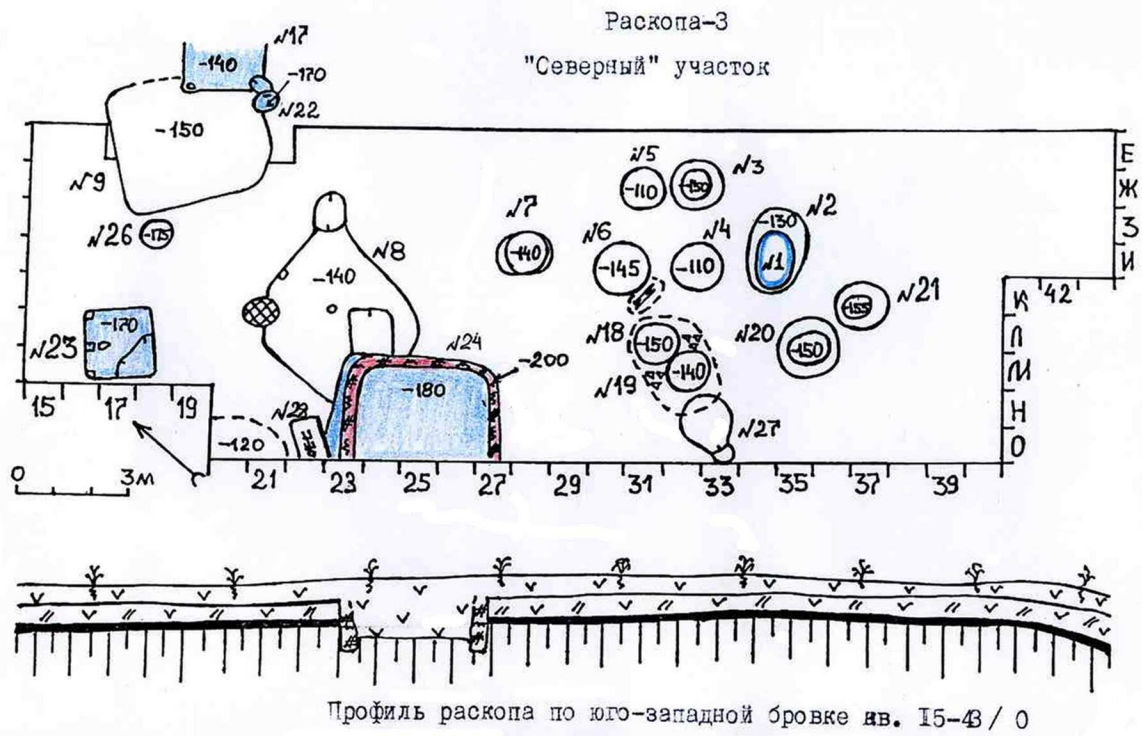 Раскопа-3
"Северный" участок
№17
-140
-170
№22
-150
№9
№26
-175
№8
-140
№7
-140
№5
-110
№3
-130
№6
-145
№4
-110
№2
-130
№1
№21
-155
№20
-150
№18
-150
№19
-140
№27
№23
-170
№24
-200
-180
№28
-120
Е
Ж
З
И
К
Л
М
Н
О
42
15 17 19
21 23 25 27 29 31 33 35 37 39
0 3м
Профиль раскопа по юго-западной бровке кв. I5-43/ О